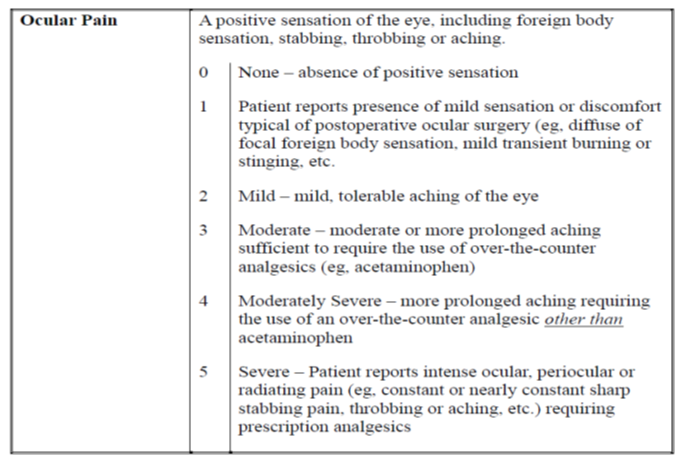 Ocular Pain
A positive sensation of the eye, including foreign body
sensation, stabbing, throbbing or aching.
0 None – absence of positive sensation
1 Patient reports presence of mild sensation or discomfort
typical of postoperative ocular surgery (eg, diffuse of
focal foreign body sensation, mild transient burning or
stinging, etc.
2 Mild – mild, tolerable aching of the eye
3 Moderate – moderate or more prolonged aching
sufficient to require the use of over-the-counter
analgesics (eg, acetaminophen)
4 Moderately Severe – more prolonged aching requiring
the use of an over-the-counter analgesic other than
acetaminophen
5 Severe – Patient reports intense ocular, periocular or
radiating pain (eg, constant or nearly constant sharp
stabbing pain, throbbing or aching, etc.) requiring
prescription analgesics